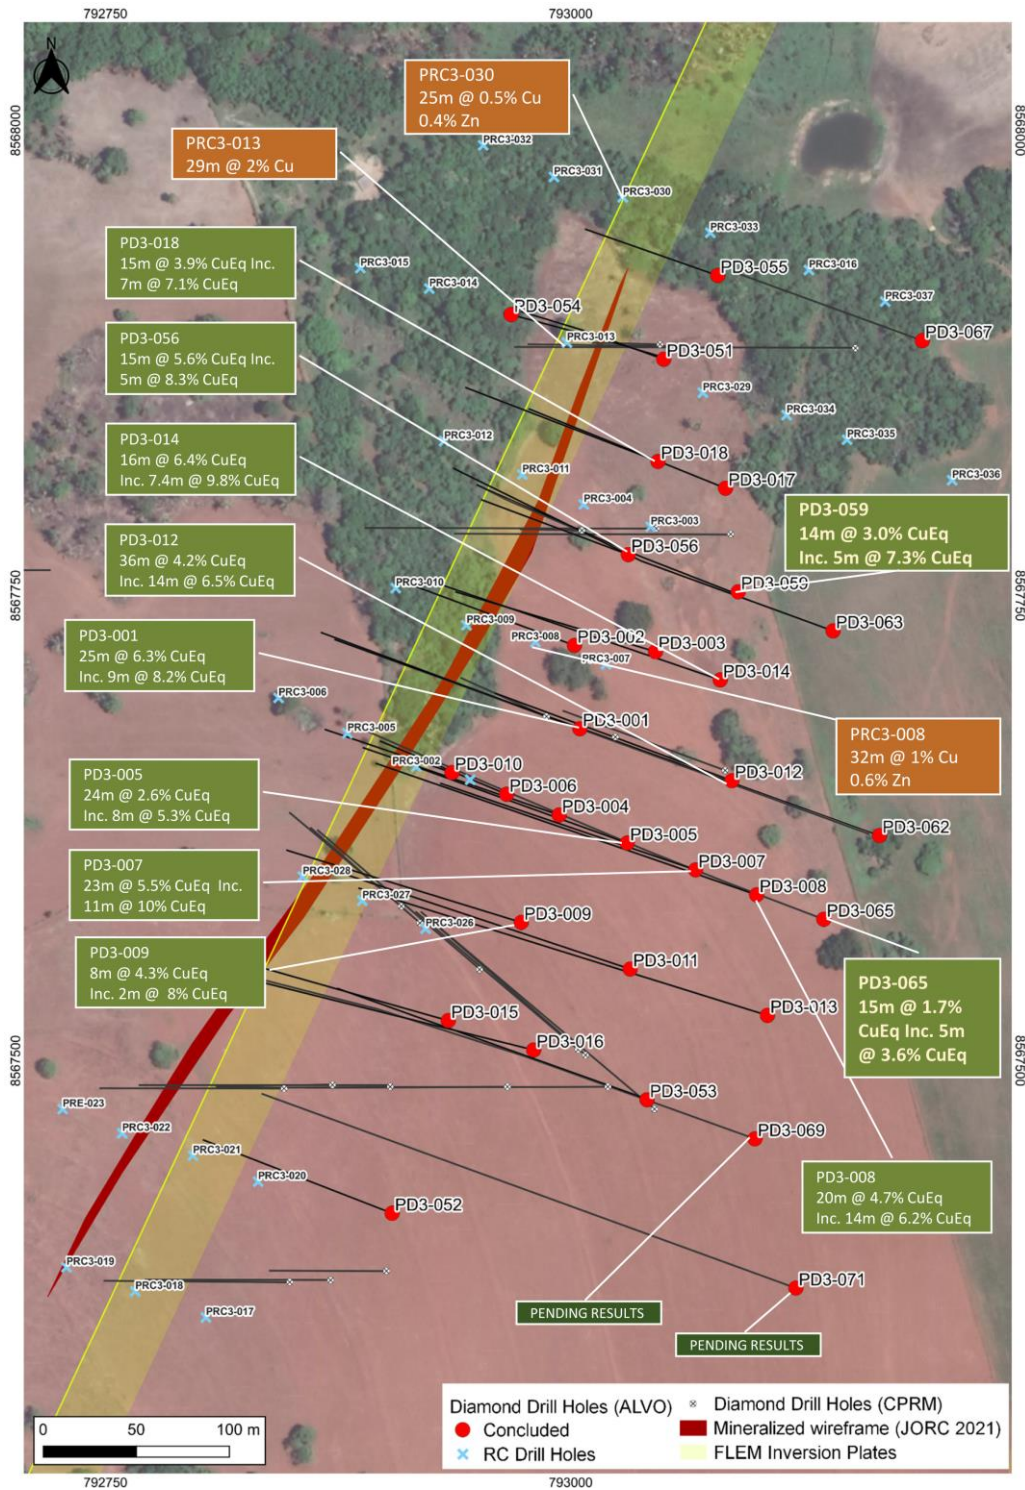 792750
793000
N
8568000
8568000
PRC3-030
25m @ 0.5% Cu
0.4% Zn
PRC3-013
29m @ 2% Cu
PRC3-032
PRC3-031
PRC3-030
PRC3-033
PRC3-015
PRC3-014
PRC3-016
PRC3-037
PD3-018
15m @ 3.9% CuEq Inc.
7m @ 7.1% CuEq
PD3-055
PD3-054
PRC3-013
PD3-051
PD3-067
PD3-056
15m @ 5.6% CuEq Inc.
5m @ 8.3% CuEq
PRC3-029
PRC3-034
PRC3-035
PRC3-012
PRC3-011
PD3-018
PD3-017
PRC3-036
PD3-014
16m @ 6.4% CuEq
Inc. 7.4m @ 9.8% CuEq
PRC3-004
PRC3-003
PD3-059
14m @ 3.0% CuEq
Inc. 5m @ 7.3% CuEq
PD3-012
36m @ 4.2% CuEq
Inc. 14m @ 6.5% CuEq
PD3-056
PD3-059
8567750
8567750
PRC3-010
PRC3-009
PRC3-008
PD3-002
PD3-003
PRC3-007
PD3-063
PD3-014
PD3-001
25m @ 6.3% CuEq
Inc. 9m @ 8.2% CuEq
PRC3-006
PRC3-005
PD3-001
PRC3-008
32m @ 1% Cu
0.6% Zn
PRC3-002
PD3-010
PD3-012
PD3-005
24m @ 2.6% CuEq
Inc. 8m @ 5.3% CuEq
PD3-006
PD3-004
PD3-005
PD3-062
PD3-007
23m @ 5.5% CuEq Inc.
11m @ 10% CuEq
PRC3-028
PRC3-027
PRC3-026
PD3-007
PD3-008
PD3-065
PD3-009
PD3-009
8m @ 4.3% CuEq
Inc. 2m @ 8% CuEq
PD3-011
PD3-013
PD3-065
15m @ 1.7%
CuEq Inc. 5m
@ 3.6% CuEq
PD3-015
PD3-016
8567500
8567500
PRE-023
PRC3-022
PRC3-021
PRC3-020
PD3-053
PD3-069
PD3-052
PD3-008
20m @ 4.7% CuEq
Inc. 14m @ 6.2% CuEq
PRC3-019
PRC3-018
PRC3-017
PD3-071
PENDING RESULTS
PENDING RESULTS
0 50 100 m
Diamond Drill Holes (ALVO)
Concluded
RC Drill Holes
Diamond Drill Holes (CPRM)
Mineralized wireframe (JORC 2021)
FLEM Inversion Plates
792750
793000